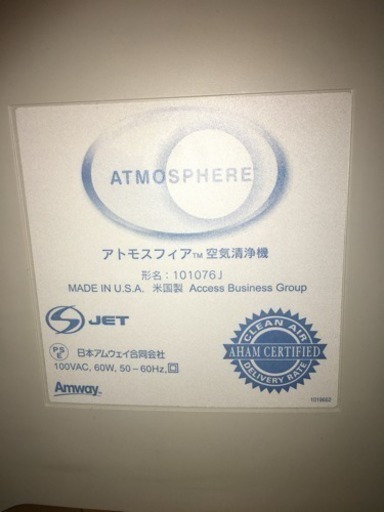 ATMOSPHERE
アトモスフィア™ 空気清浄機
形名：101076J
MADE IN U.S.A. 米国製 Access Business Group
JET
PS E 日本アムウェイ合同会社
100VAC, 60W, 50－60Hz,
Amway™
CLEAN AIR
AHAM CERTIFIED
DELIVERY RATE